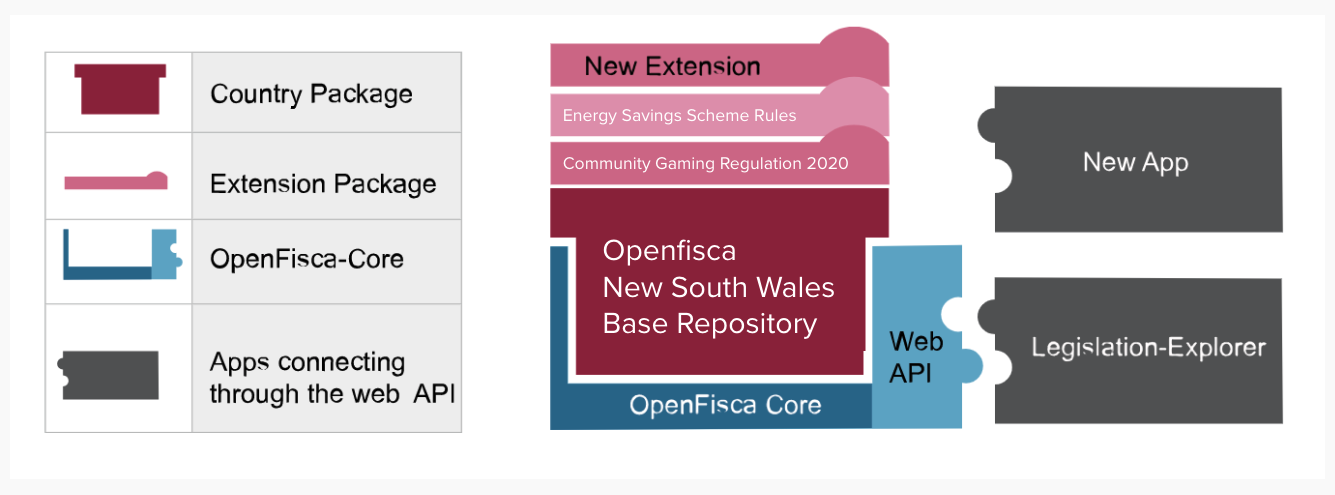 Country Package
Extension Package
OpenFisca-Core
Apps connecting
through the web API
New Extension
Energy Savings Scheme Rules
Community Gaming Regulation 2020
Openfisca
New South Wales
Base Repository
Web
API
OpenFisca Core
New App
Legislation-Explorer